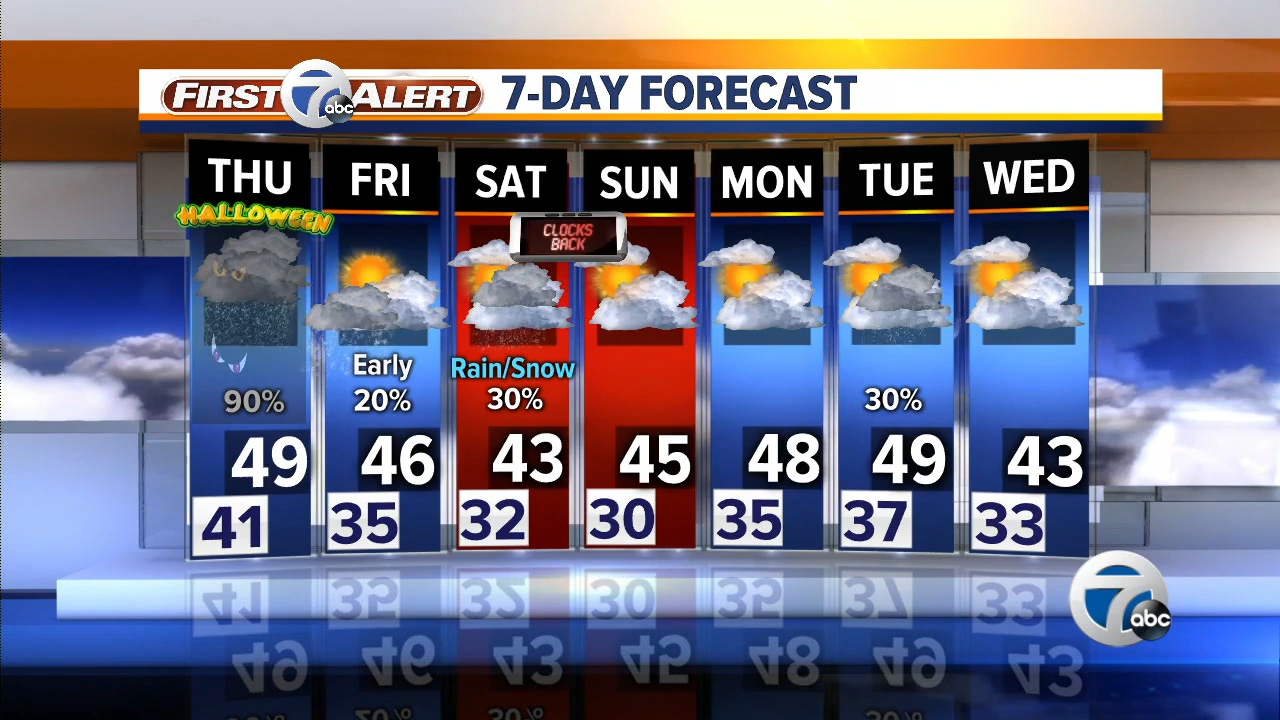 FIRST 7 abc ALERT 7-DAY FORECAST
THU FRI SAT SUN MON TUE WED
HALLOWEEN
CLOCKS
BACK
Early Rain/Snow
90% 20% 30% 30%
49 46 43 45 48 49 43
41 35 32 30 35 37 33
7 abc